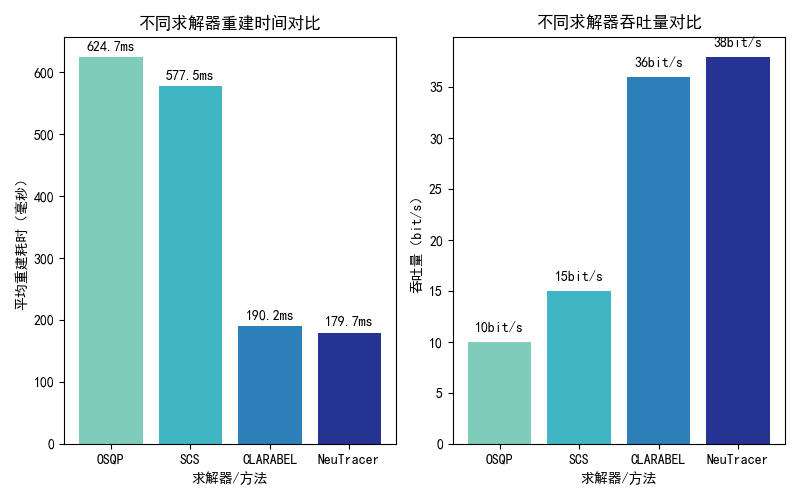 不同求解器重建时间对比
624.7ms
577.5ms
190.2ms
179.7ms
600
500
400
300
200
100
0
平均重建耗时（毫秒）
OSQP
SCS
CLARABEL
NeuTracer
求解器/方法
不同求解器吞吐量对比
38bit/s
36bit/s
15bit/s
10bit/s
35
30
25
20
15
10
5
0
吞吐量（bit/s）
OSQP
SCS
CLARABEL
NeuTracer
求解器/方法